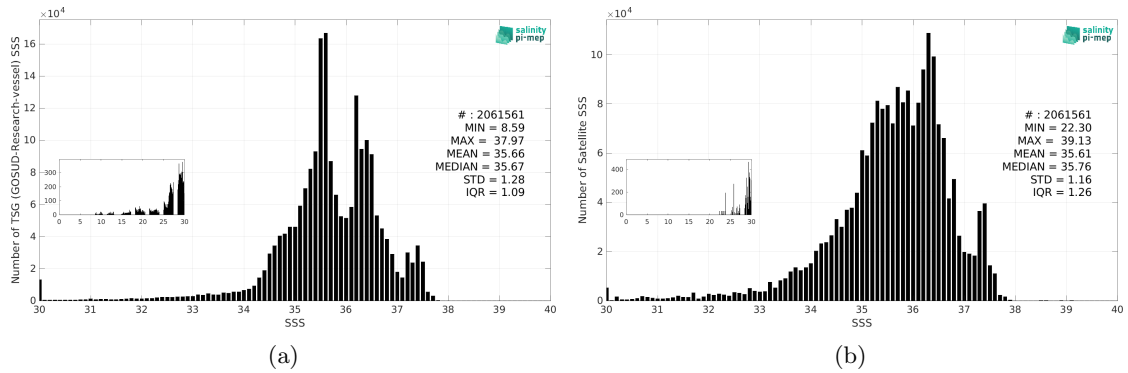 ×10⁴
salinity
pi-mep
Number of TSG (GOSUD-Research-vessel) SSS
16
14
12
10
8
6
4
2
0
# : 2061561
MIN = 8.59
MAX = 37.97
MEAN = 35.66
MEDIAN = 35.67
STD = 1.28
IQR = 1.09
300
200
100
0
0 5 10 15 20 25 30
30 31 32 33 34 35 36 37 38 39 40
SSS
(a)
×10⁴
salinity
pi-mep
Number of Satellite SSS
10
8
6
4
2
0
# : 2061561
MIN = 22.30
MAX = 39.13
MEAN = 35.61
MEDIAN = 35.76
STD = 1.16
IQR = 1.26
400
200
0
0 5 10 15 20 25 30
30 31 32 33 34 35 36 37 38 39 40
SSS
(b)